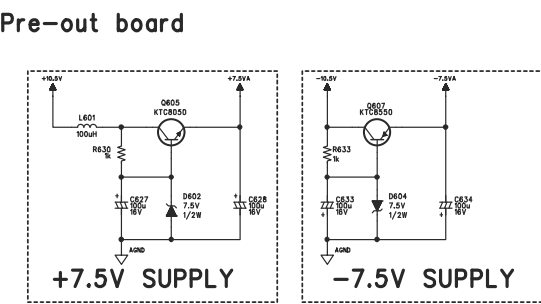 Pre-out board
+10.5V
+7.5VA
Q605
KTC8050
L601
100uH
R630
1k
C627
100u
16V
D602
7.5V
1/2W
C628
100u
16V
AGND
+7.5V SUPPLY
-10.5V
-7.5VA
Q607
KTC8550
R633
1k
C633
100u
16V
D604
7.5V
1/2W
C634
100u
16V
AGND
-7.5V SUPPLY